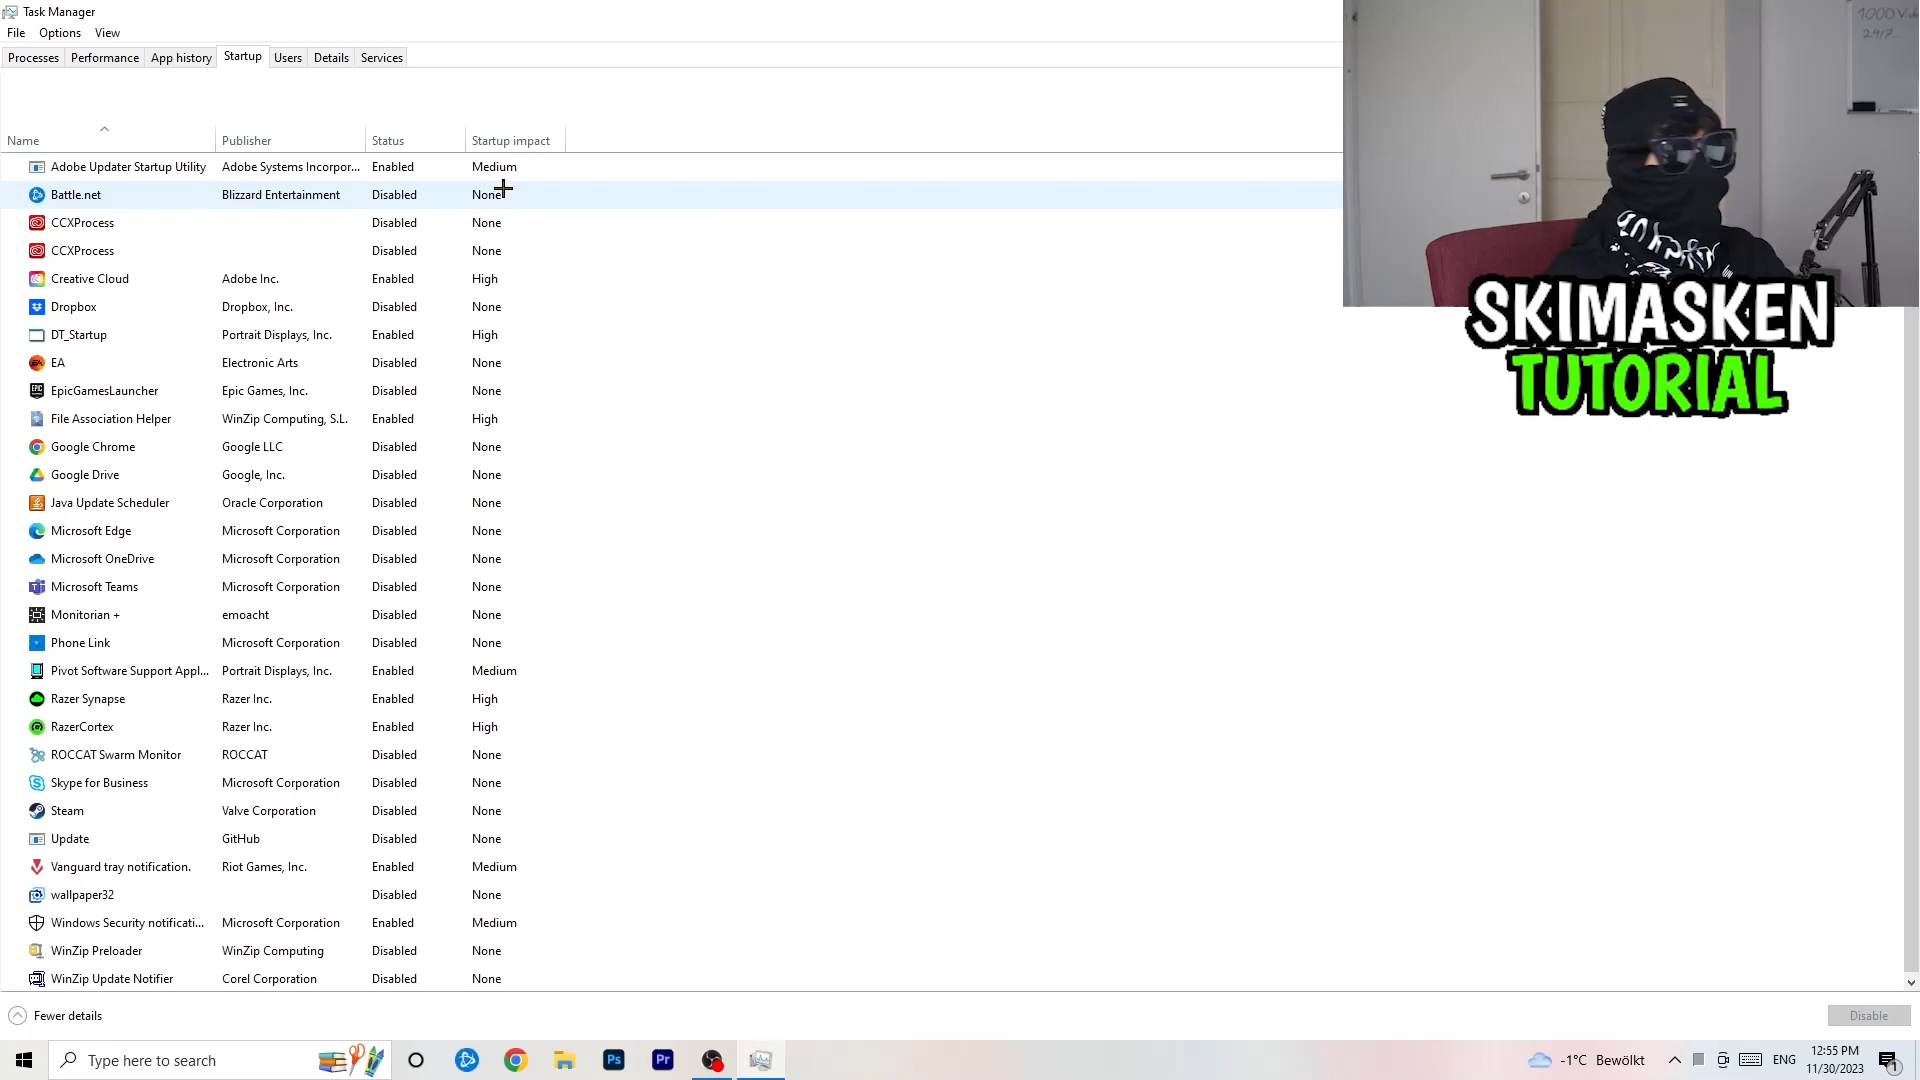 Task Manager
File Options View
Processes Performance App history Startup Users Details Services
Name Publisher Status Startup impact
Adobe Updater Startup Utility Adobe Systems Incorpor... Enabled Medium
Battle.net Blizzard Entertainment Disabled None
CCXProcess Disabled None
CCXProcess Disabled None
Creative Cloud Adobe Inc. Enabled High
Dropbox Dropbox, Inc. Disabled None
DT_Startup Portrait Displays, Inc. Enabled High
EA Electronic Arts Disabled None
EpicGamesLauncher Epic Games, Inc. Disabled None
File Association Helper WinZip Computing, S.L. Enabled High
Google Chrome Google LLC Disabled None
Google Drive Google, Inc. Disabled None
Java Update Scheduler Oracle Corporation Disabled None
Microsoft Edge Microsoft Corporation Disabled None
Microsoft OneDrive Microsoft Corporation Disabled None
Microsoft Teams Microsoft Corporation Disabled None
Monitorian + emoacht Disabled None
Phone Link Microsoft Corporation Disabled None
Pivot Software Support Appl... Portrait Displays, Inc. Enabled Medium
Razer Synapse Razer Inc. Enabled High
RazerCortex Razer Inc. Enabled High
ROCCAT Swarm Monitor ROCCAT Disabled None
Skype for Business Microsoft Corporation Disabled None
Steam Valve Corporation Disabled None
Update GitHub Disabled None
Vanguard tray notification. Riot Games, Inc. Enabled Medium
wallpaper32 Disabled None
Windows Security notificati... Microsoft Corporation Enabled Medium
WinZip Preloader WinZip Computing Disabled None
WinZip Update Notifier Corel Corporation Disabled None
Fewer details Disable
24/7
SKIMASKEN
TUTORIAL
Type here to search
Ps Pr
-1°C Bewölkt ENG
12:55 PM
11/30/2023
1